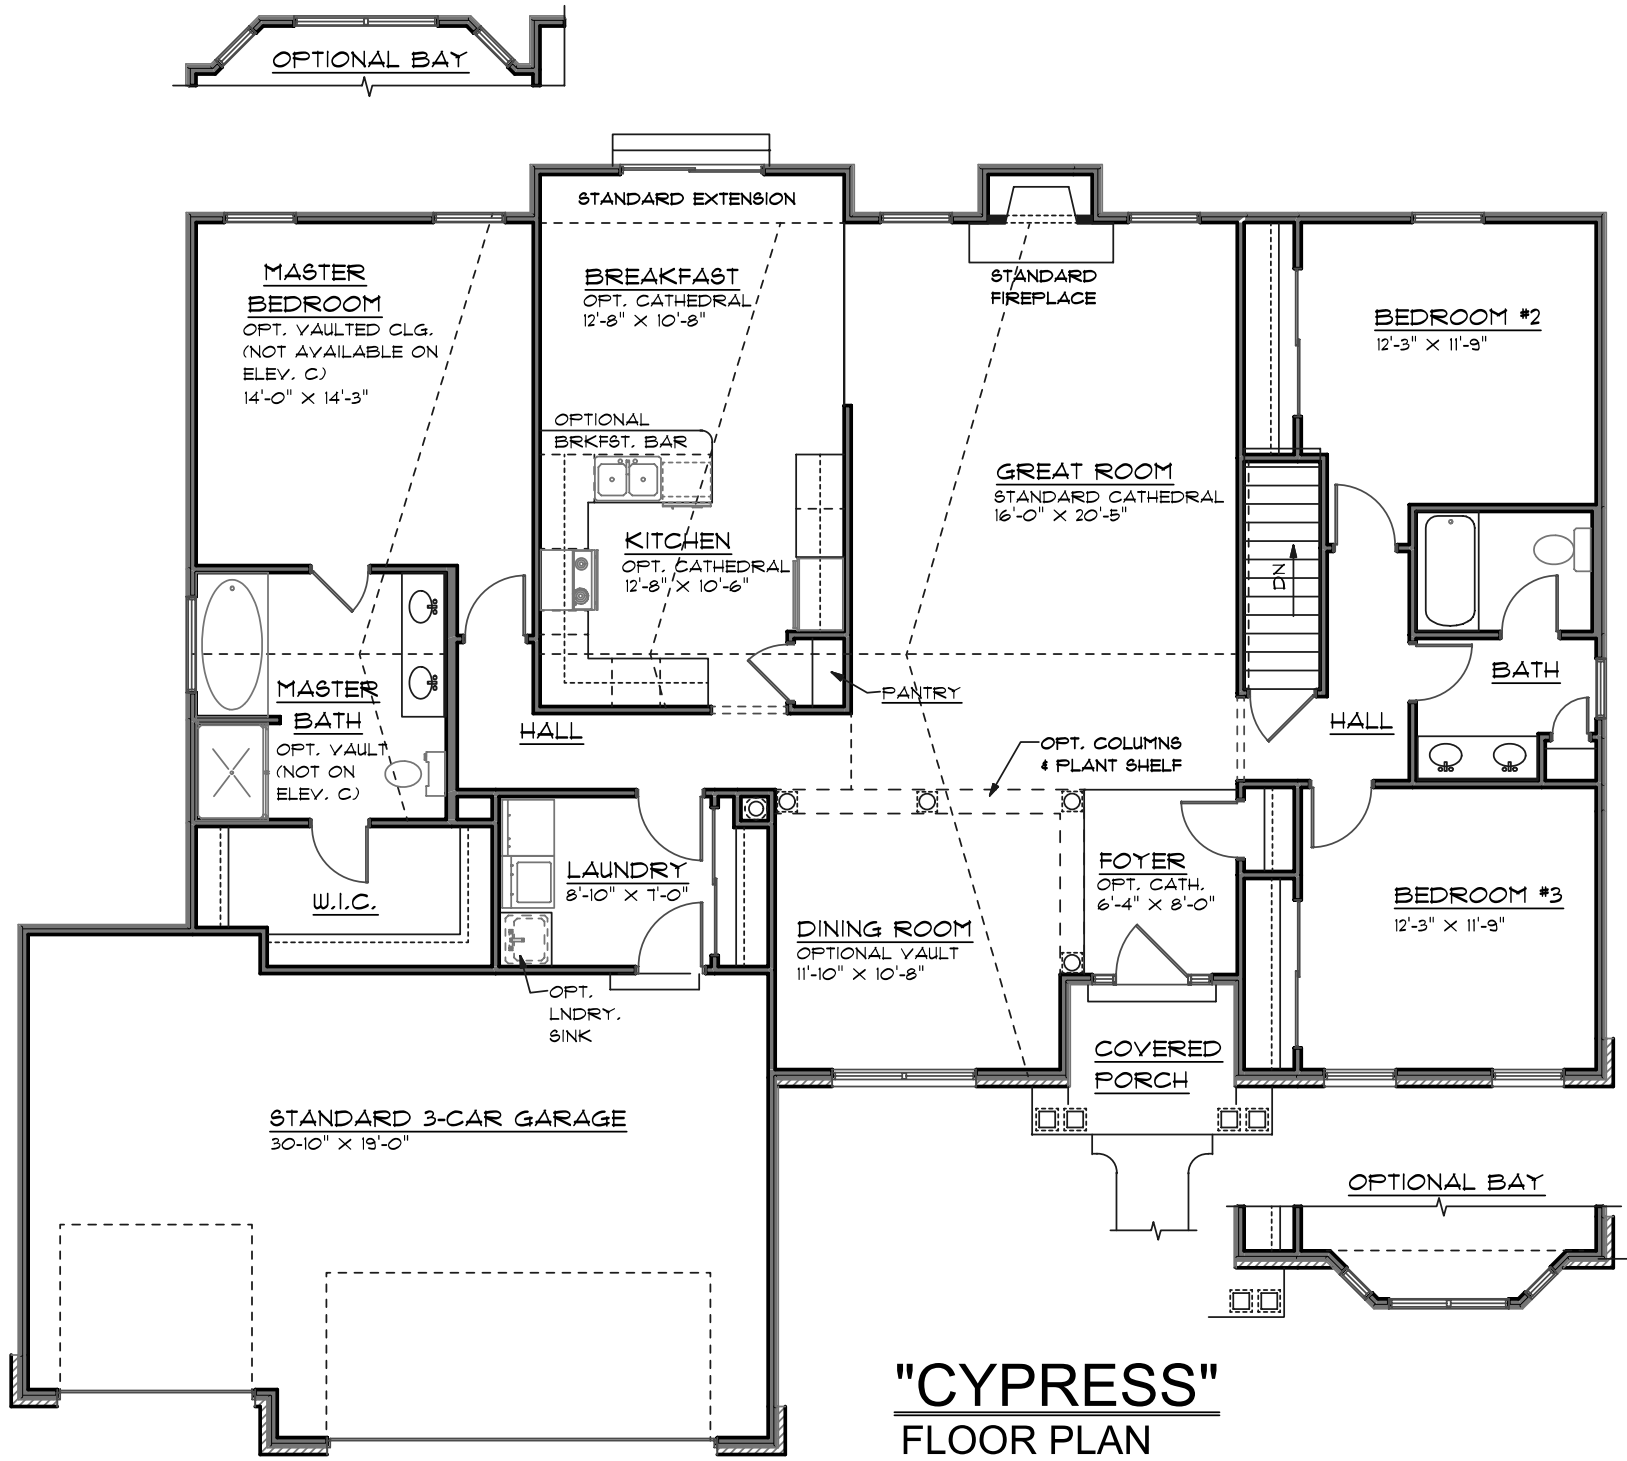 OPTIONAL BAY
STANDARD EXTENSION
MASTER
BEDROOM
OPT. VAULTED CLG.
(NOT AVAILABLE ON
ELEV. C)
14'-0" X 14'-3"
BREAKFAST
OPT. CATHEDRAL
12'-8" X 10'-8"
STANDARD
FIREPLACE
BEDROOM #2
12'-3" X 11'-9"
OPTIONAL
BRKFST. BAR
GREAT ROOM
STANDARD CATHEDRAL
16'-0" X 20'-5"
KITCHEN
OPT. CATHEDRAL
12'-8" X 10'-6"
DN
MASTER
BATH
OPT. VAULT
(NOT ON
ELEV. C)
PANTRY
BATH
HALL
HALL
OPT. COLUMNS
& PLANT SHELF
LAUNDRY
8'-10" X 7'-0"
FOYER
OPT. CATH.
6'-4" X 8'-0"
W.I.C.
BEDROOM #3
12'-3" X 11'-9"
DINING ROOM
OPTIONAL VAULT
11'-10" X 10'-8"
OPT.
LNDRY.
SINK
COVERED
PORCH
STANDARD 3-CAR GARAGE
30-10" X 19'-0"
OPTIONAL BAY
"CYPRESS"
FLOOR PLAN